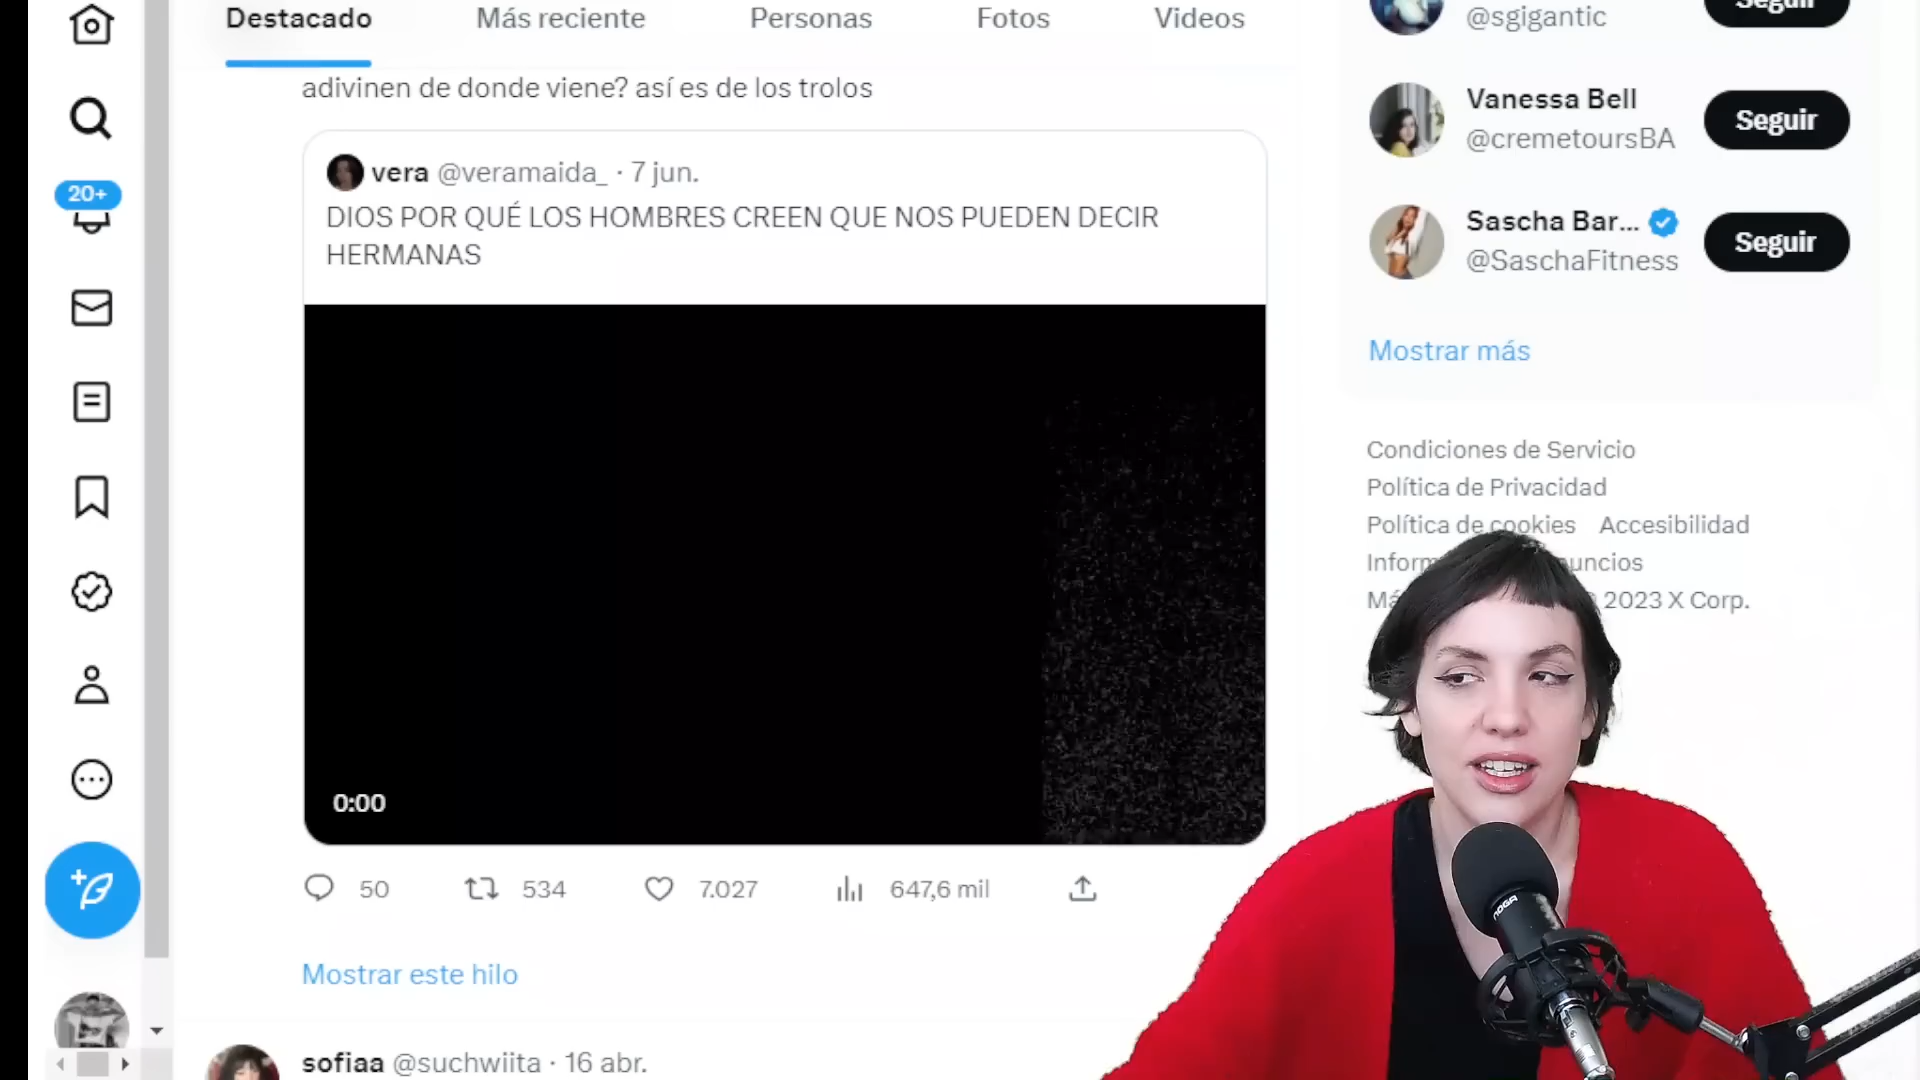 Destacado
Más reciente
Personas
Fotos
Videos
20+
adivinen de donde viene? así es de los trolos
vera @veramaida_ · 7 jun.
DIOS POR QUÉ LOS HOMBRES CREEN QUE NOS PUEDEN DECIR
HERMANAS
0:00
50
534
7.027
647,6 mil
Mostrar este hilo
sofiaa @suchwiita · 16 abr.
@sgigantic
Seguir
Vanessa Bell
@cremetoursBA
Seguir
Sascha Bar...
@SaschaFitness
Seguir
Mostrar más
Condiciones de Servicio
Política de Privacidad
Política de cookies Accesibilidad
2023 X Corp.
NOGA